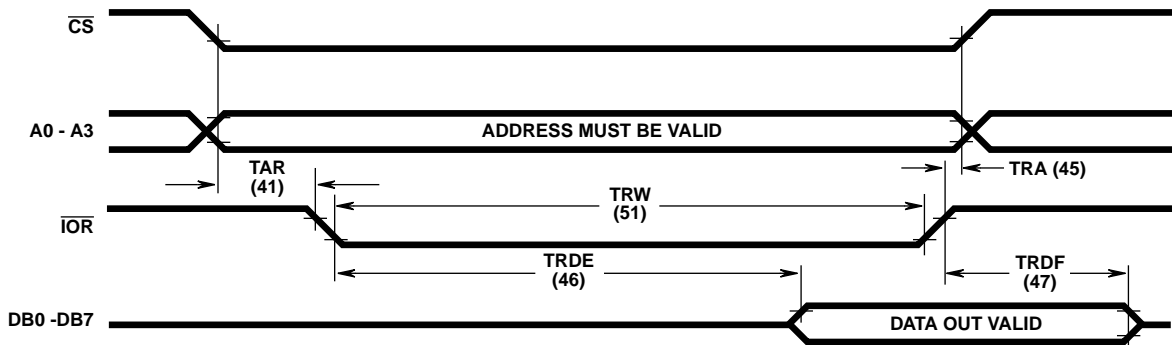 CS
A0 - A3
ADDRESS MUST BE VALID
TAR
(41)
TRA (45)
TRW
(51)
IOR
TRDE
(46)
TRDF
(47)
DB0 -DB7
DATA OUT VALID